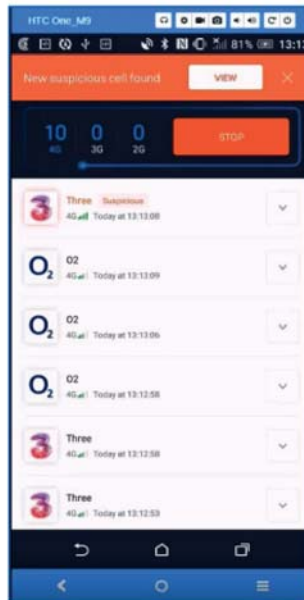 HTC One_M9
81% 13:13
New suspicious cell found VIEW
10 0 0
4G 3G 2G
STOP
Three Suspicious
4G Today at 13:13:08
O2
O2
4G Today at 13:13:09
O2
O2
4G Today at 13:13:06
O2
O2
4G Today at 13:12:58
Three
4G Today at 13:12:58
Three
4G Today at 13:12:53